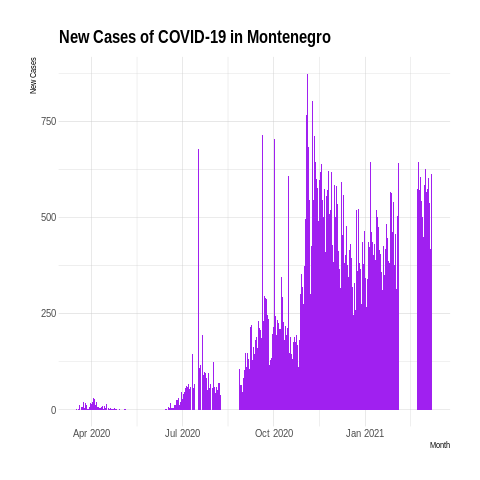 New Cases of COVID-19 in Montenegro
New Cases
750
500
250
0
Apr 2020
Jul 2020
Oct 2020
Jan 2021
Month